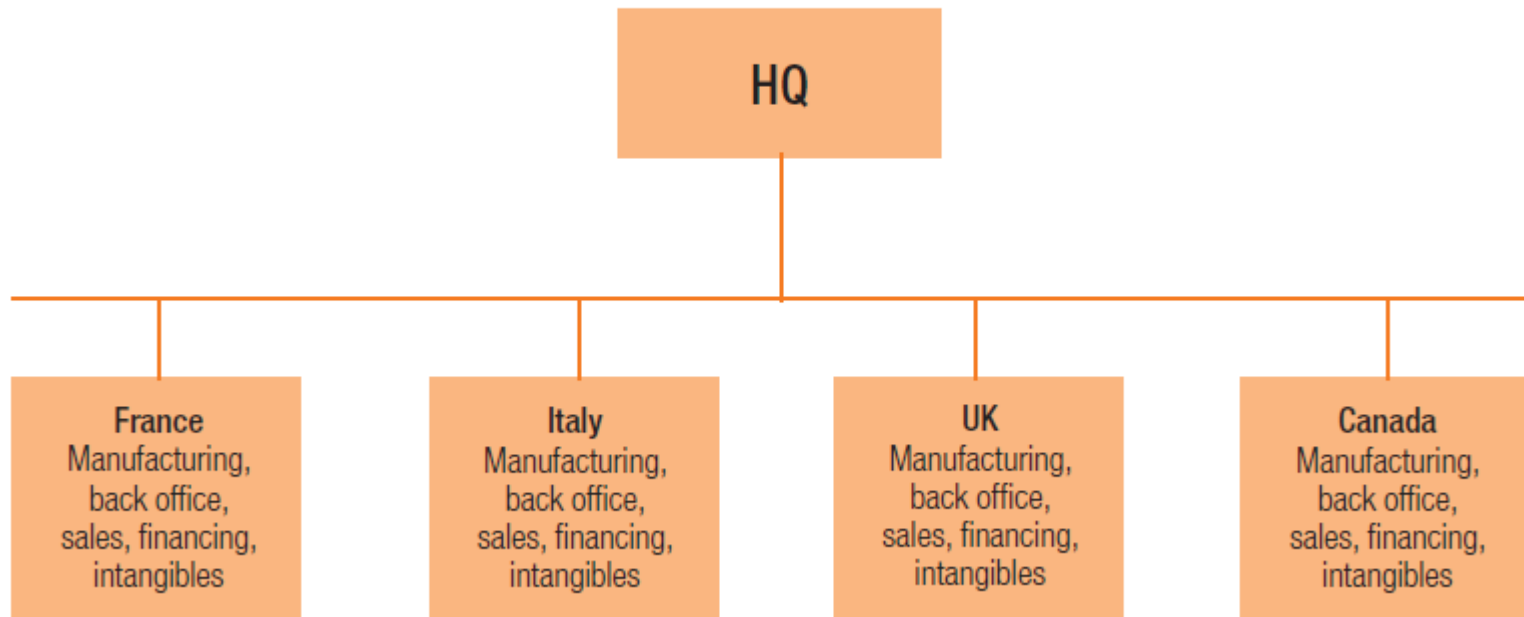 HQ
France
Manufacturing,
back office,
sales, financing,
intangibles
Italy
Manufacturing,
back office,
sales, financing,
intangibles
UK
Manufacturing,
back office,
sales, financing,
intangibles
Canada
Manufacturing,
back office,
sales, financing,
intangibles